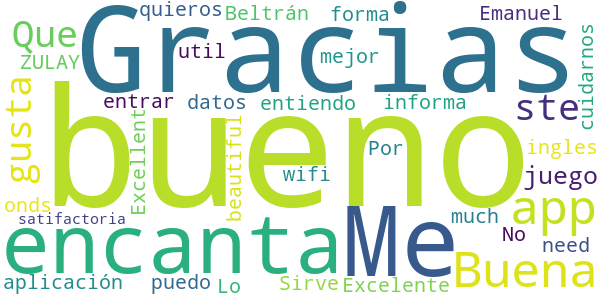 quieros
Beltrán
forma
Emanuel
Gracias
Que
ZULAY
util
mejor
cuidarnos
gusta
entrar
datos
entiendo
informa
ste
bueno
Excellent
beautiful
Por
ingles
wifi
juego
onds
satifactoria
encanta
Me
much
app
No
need
aplicación
puedo
Lo
Sirve
Excelente
Buena